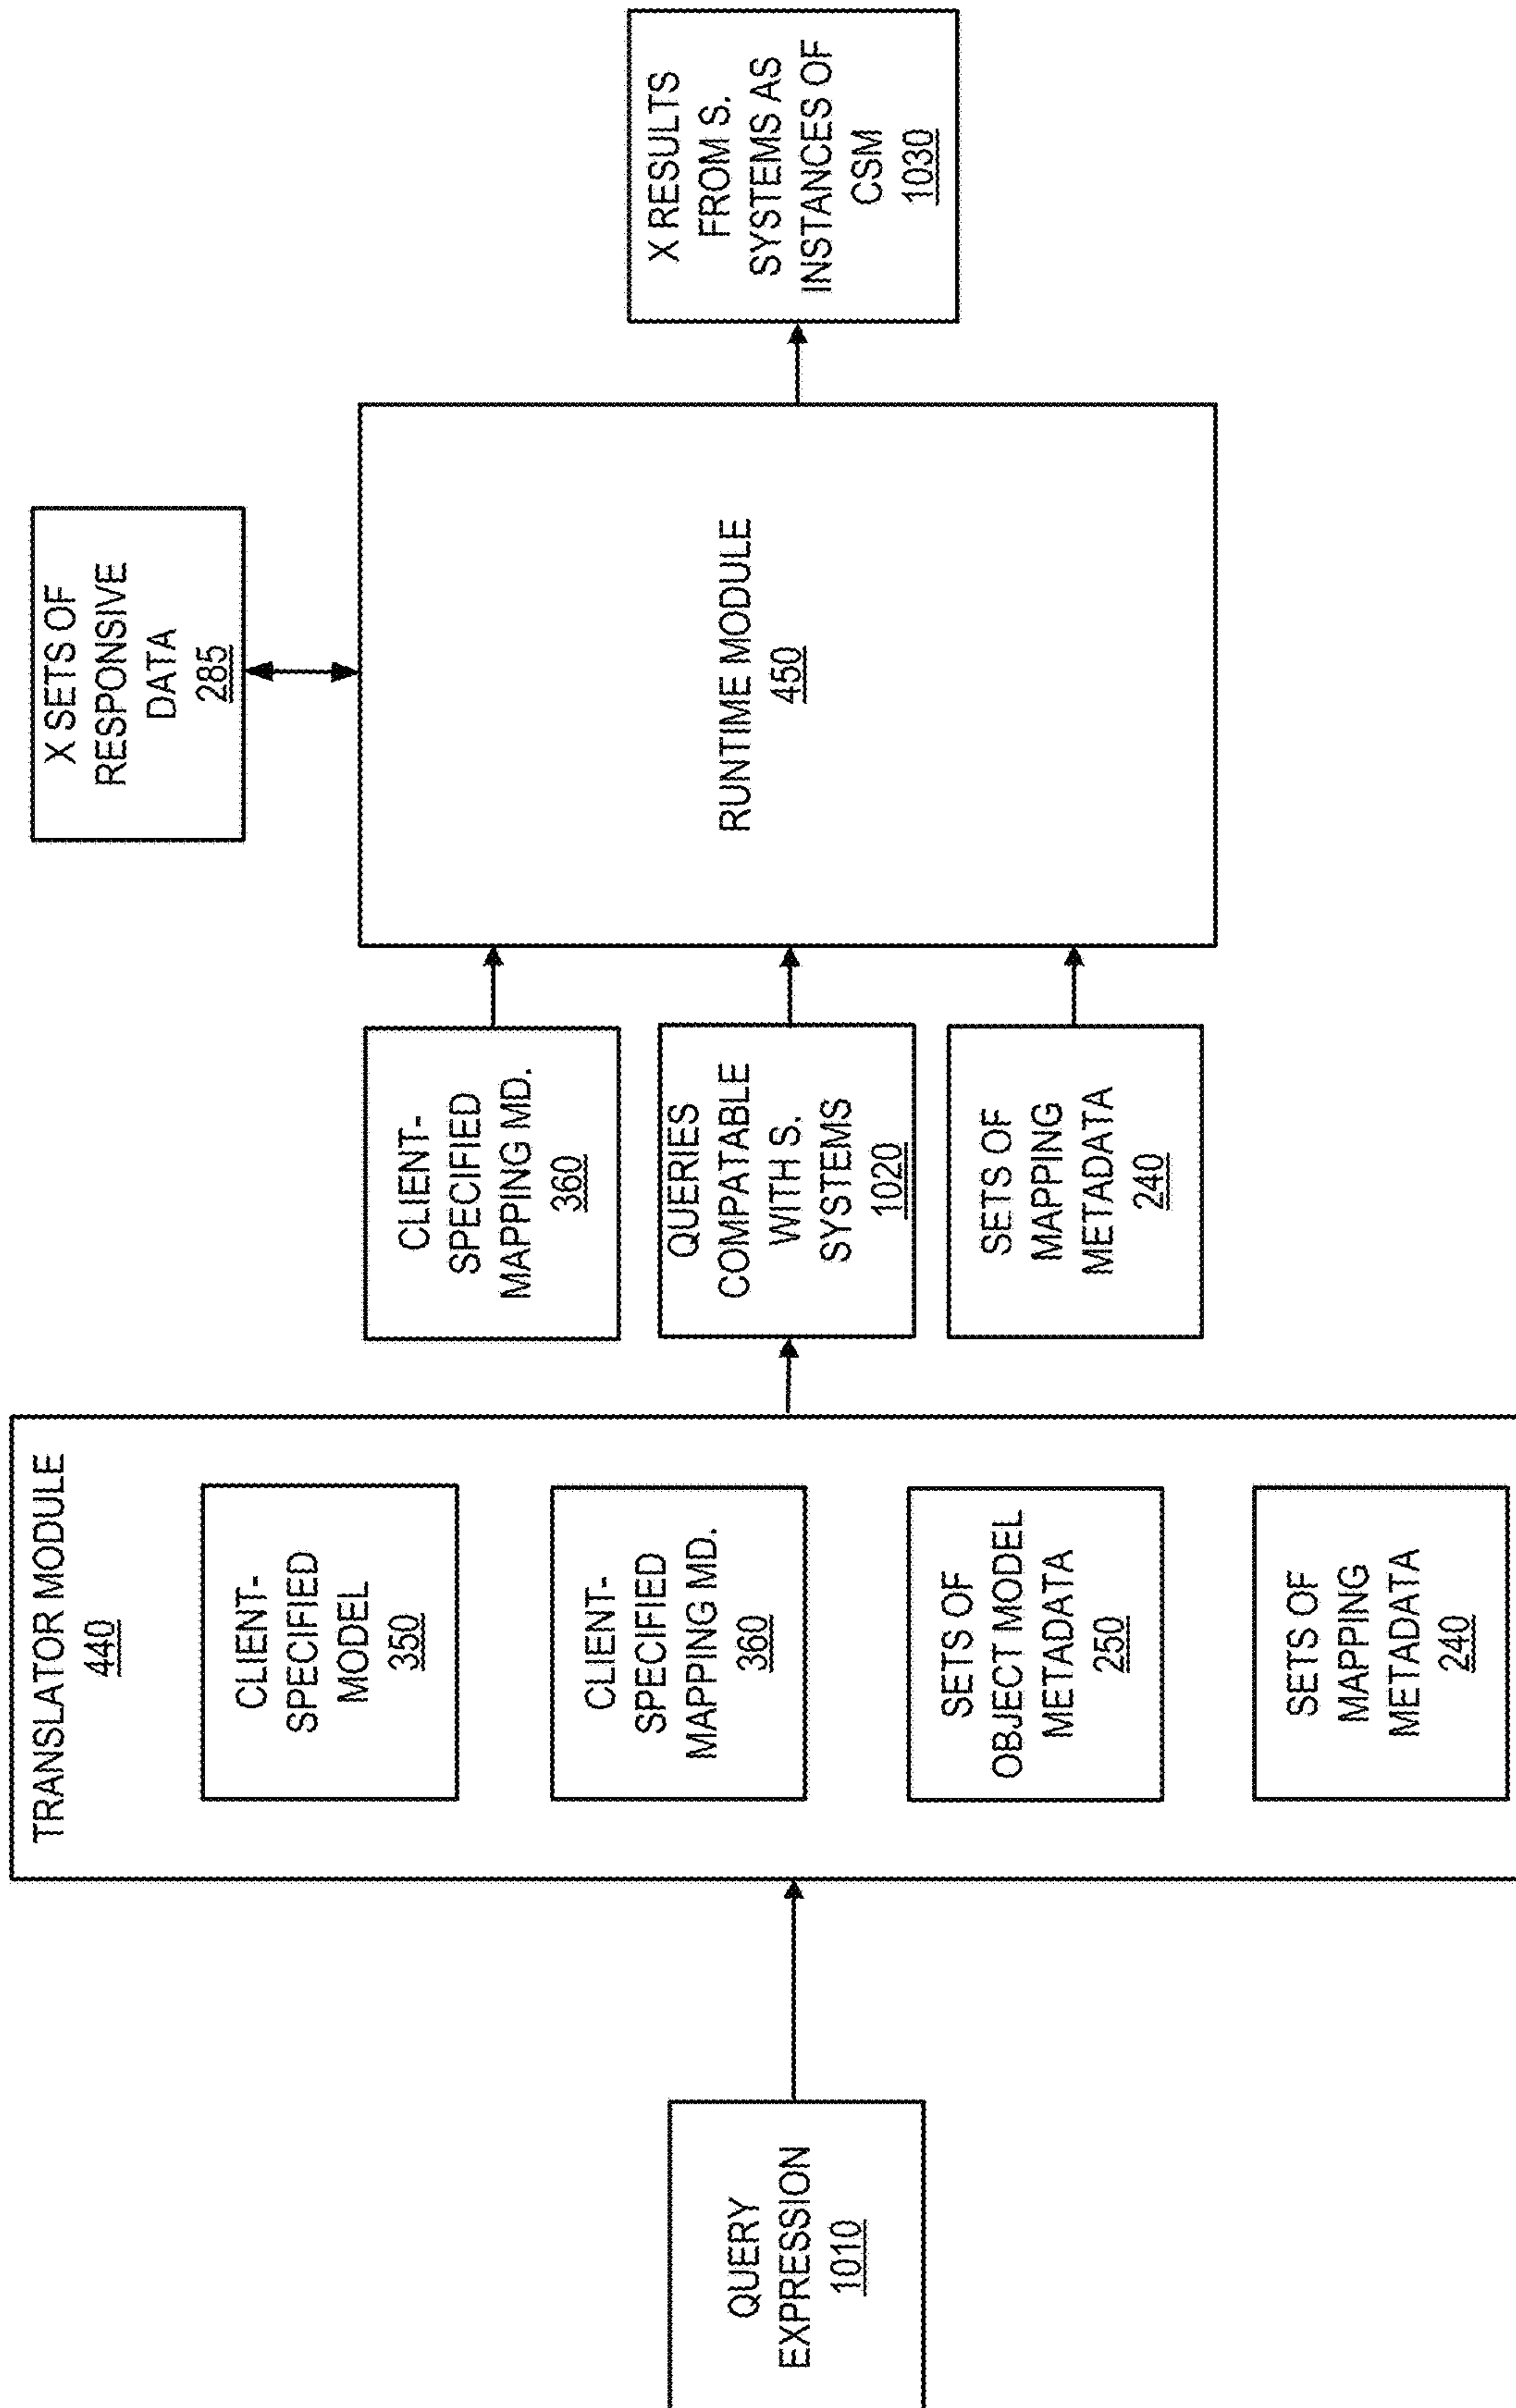 QUERY
EXPRESSION
1010
TRANSLATOR MODULE
440
CLIENT-
SPECIFIED
MODEL
350
CLIENT-
SPECIFIED
MAPPING MD.
360
SETS OF
OBJECT MODEL
METADATA
250
SETS OF
MAPPING
METADATA
240
CLIENT-
SPECIFIED
MAPPING MD.
360
QUERIES
COMPATABLE
WITH S.
SYSTEMS
1020
SETS OF
MAPPING
METADATA
240
X SETS OF
RESPONSIVE
DATA
285
RUNTIME MODULE
450
X RESULTS
FROM S.
SYSTEMS AS
INSTANCES OF
CSM
1030